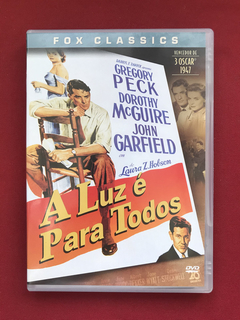 FOX CLASSICS
VENCEDOR DE
3 OSCAR®
1947
GREGORY
PECK
DOROTHY
McGUIRE
JOHN
GARFIELD
Laura Z. Hobson
A Luz é
Para Todos
DVD